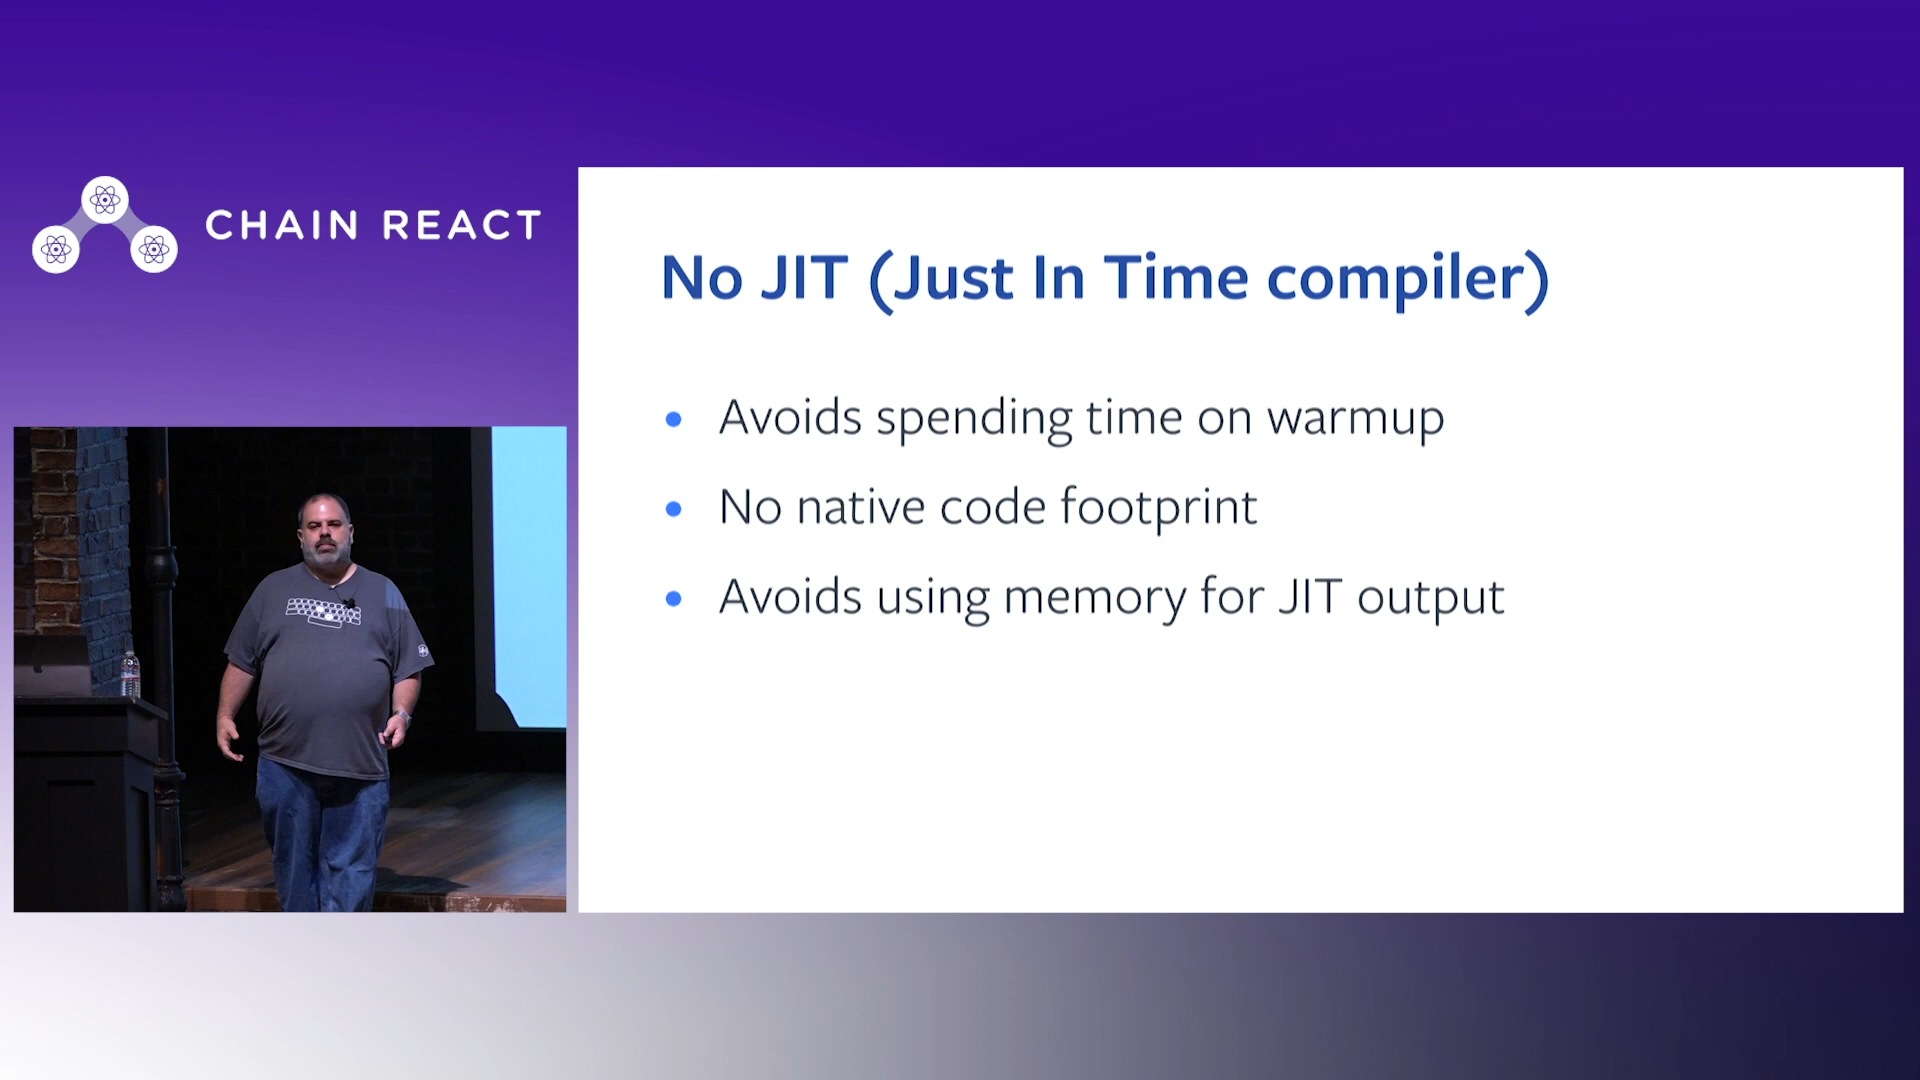 CHAIN REACT
No JIT (Just In Time compiler)
Avoids spending time on warmup
No native code footprint
Avoids using memory for JIT output